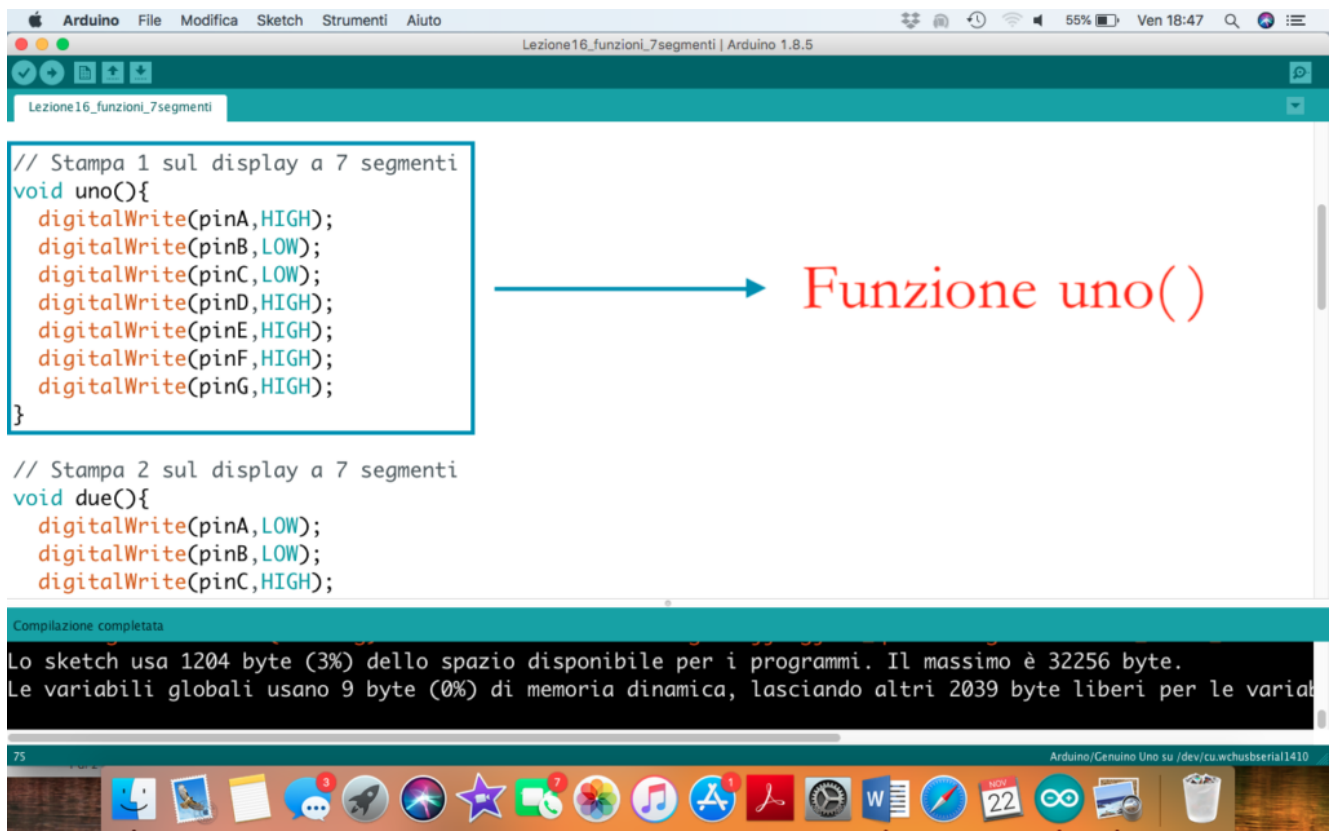 Arduino File Modifica Sketch Strumenti Aiuto 55% Ven 18:47
Lezione16_funzioni_7segmenti | Arduino 1.8.5
Lezione16_funzioni_7segmenti
// Stampa 1 sul display a 7 segmenti
void uno(){
digitalWrite(pinA,HIGH);
digitalWrite(pinB,LOW);
digitalWrite(pinC,LOW);
digitalWrite(pinD,HIGH);
digitalWrite(pinE,HIGH);
digitalWrite(pinF,HIGH);
digitalWrite(pinG,HIGH);
}
Funzione uno()
// Stampa 2 sul display a 7 segmenti
void due(){
digitalWrite(pinA,LOW);
digitalWrite(pinB,LOW);
digitalWrite(pinC,HIGH);
Compilazione completata
Lo sketch usa 1204 byte (3%) dello spazio disponibile per i programmi. Il massimo è 32256 byte.
Le variabili globali usano 9 byte (0%) di memoria dinamica, lasciando altri 2039 byte liberi per le
75 Arduino/Genuino Uno su /dev/cu.wchusbserial1410
3 7 1 W NOV 22